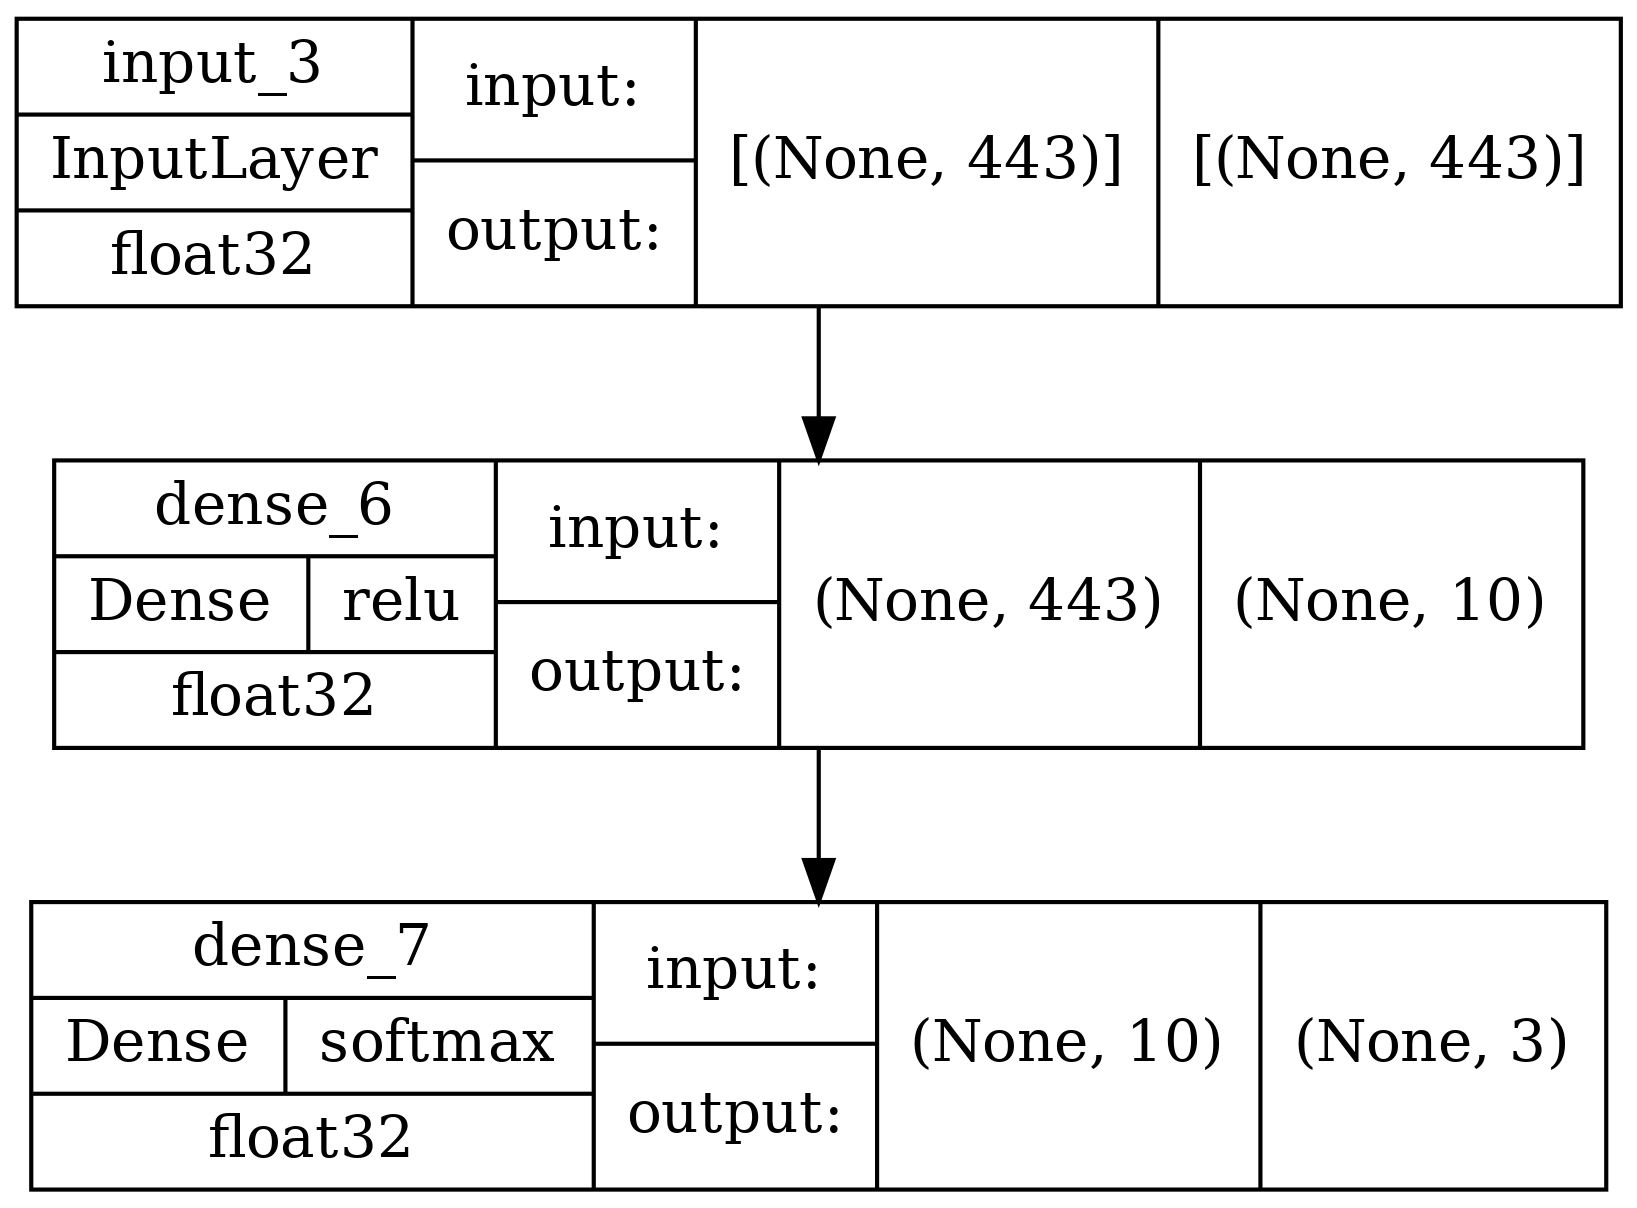 input_3
InputLayer
float32
input:
output:
[(None, 443)]
[(None, 443)]
dense_6
Dense
relu
float32
input:
output:
(None, 443)
(None, 10)
dense_7
Dense
softmax
float32
input:
output:
(None, 10)
(None, 3)